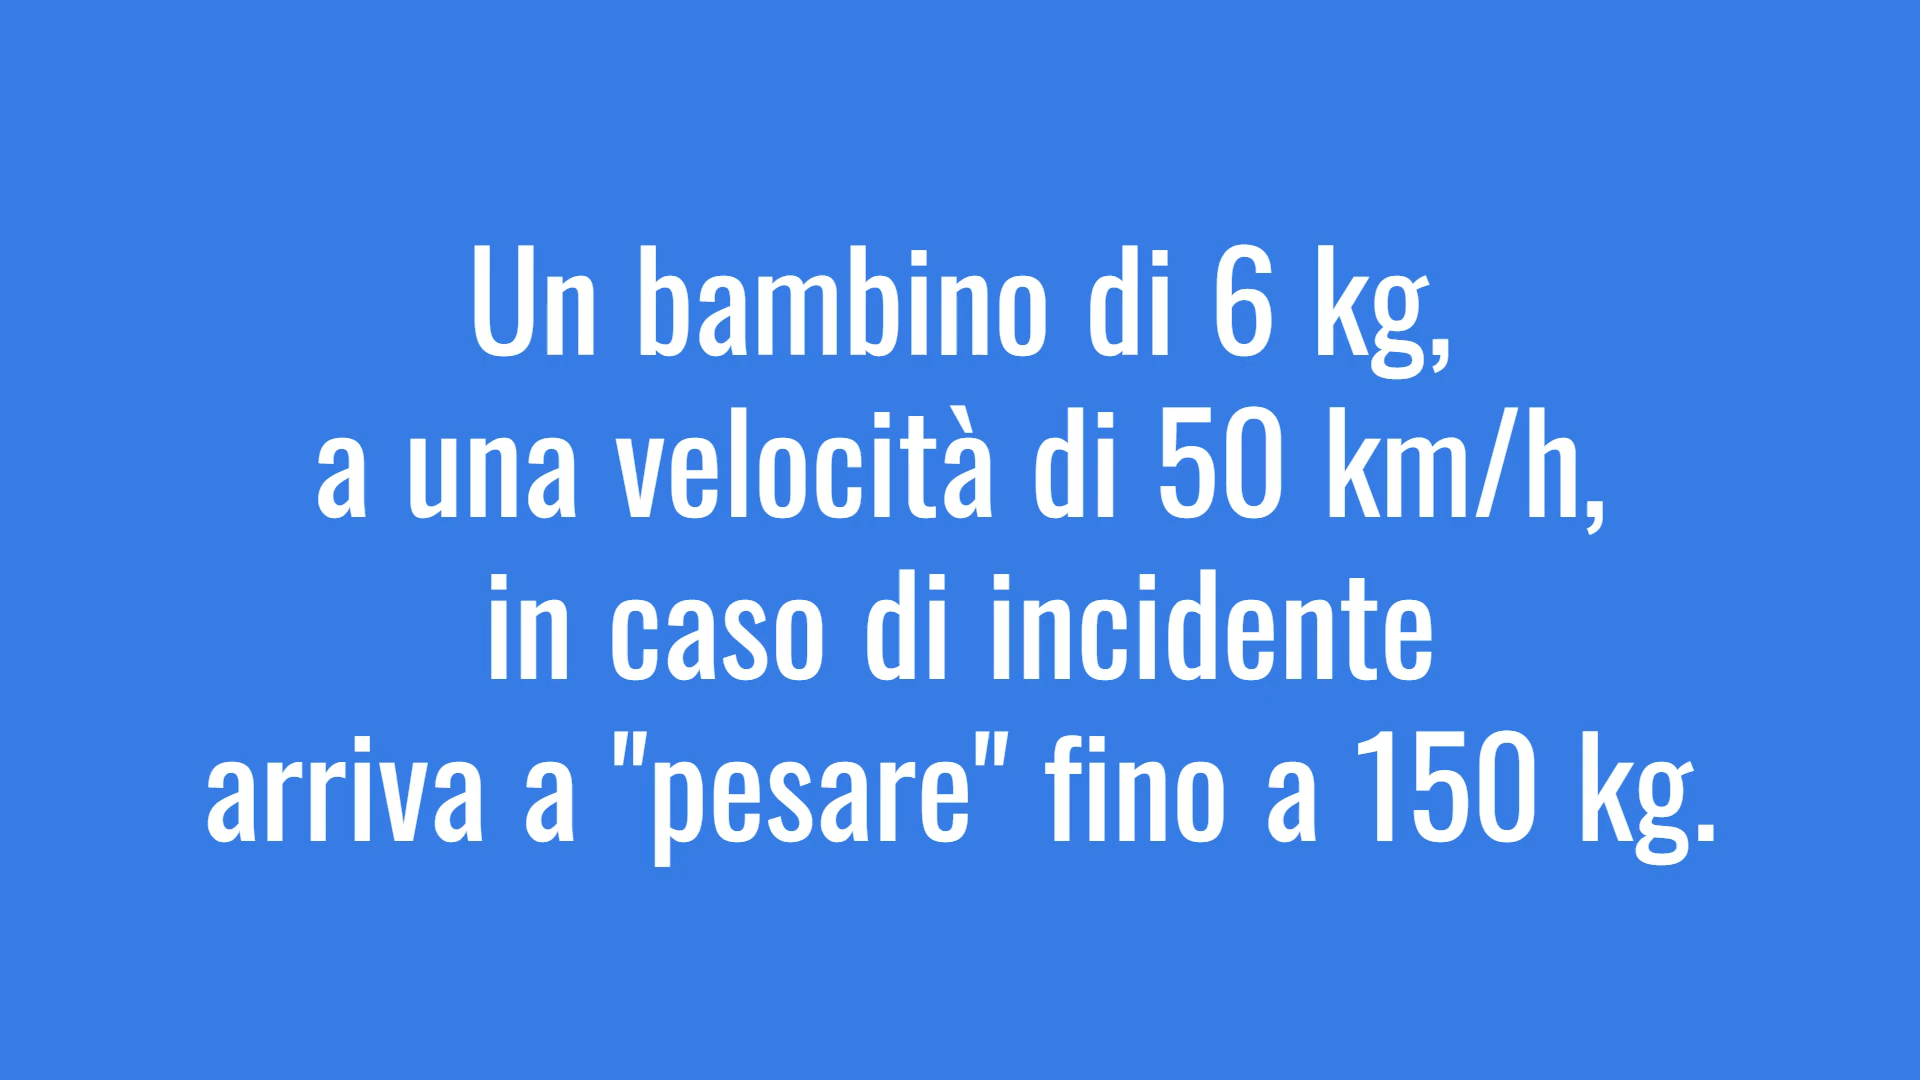 Un bambino di 6 kg,
a una velocità di 50 km/h,
in caso di incidente
arriva a "pesare" fino a 150 kg.